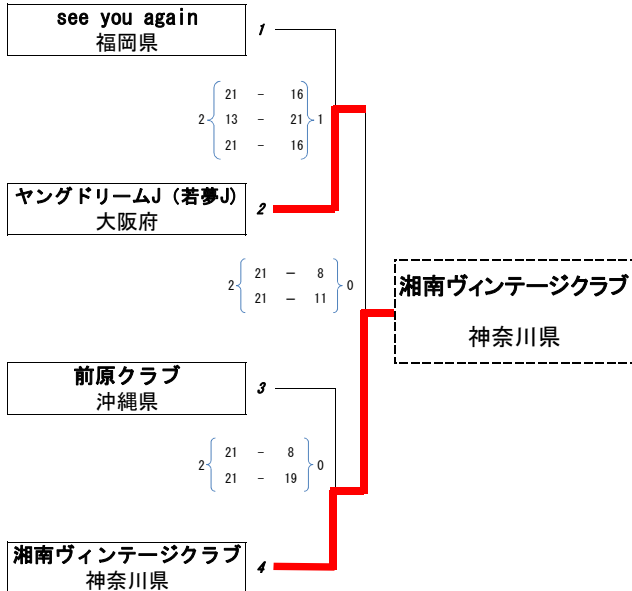 see you again
福岡県
1
21 - 16
2 13 - 21 1
21 - 16
ヤングドリームJ（若夢J)
大阪府
2
21 － 8
2 0
21 － 11
湘南ヴィンテージクラブ
神奈川県
前原クラブ
沖縄県
3
21 - 8
2 0
21 - 19
湘南ヴィンテージクラブ
神奈川県
4